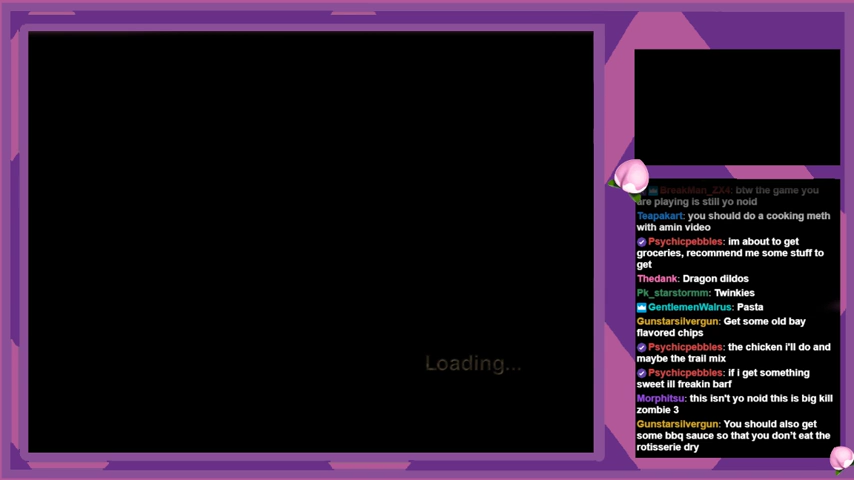 BreakMan_ZX4: btw the game you
are playing is still yo noid
Teapakart: you should do a cooking meth
with amin video
Psychicpebbles: im about to get
groceries, recommend me some stuff to
get
Thedank: Dragon dildos
Pk_starstormm: Twinkies
GentlemenWalrus: Pasta
Gunstarsilvergun: Get some old bay
flavored chips
Psychicpebbles: the chicken i'll do and
maybe the trail mix
Loading...
Psychicpebbles: if i get something
sweet ill freakin barf
Morphitsu: this isn't yo noid this is big kill
zombie 3
Gunstarsilvergun: You should also get
some bbq sauce so that you don't eat the
rotisserie dry